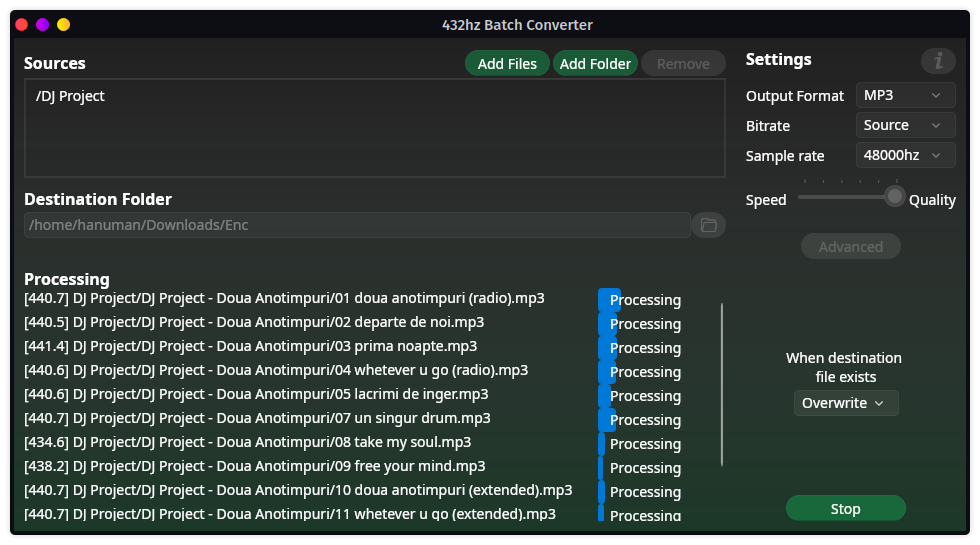 432hz Batch Converter
Sources
Add Files
Add Folder
Remove
/DJ Project
Destination Folder
/home/hanuman/Downloads/Enc
Processing
[440.7] DJ Project/DJ Project - Doua Anotimpuri/01 doua anotimpuri (radio).mp3 Processing
[440.5] DJ Project/DJ Project - Doua Anotimpuri/02 departe de noi.mp3 Processing
[441.4] DJ Project/DJ Project - Doua Anotimpuri/03 prima noapte.mp3 Processing
[440.6] DJ Project/DJ Project - Doua Anotimpuri/04 whetever u go (radio).mp3 Processing
[440.6] DJ Project/DJ Project - Doua Anotimpuri/05 lacrimi de inger.mp3 Processing
[440.7] DJ Project/DJ Project - Doua Anotimpuri/07 un singur drum.mp3 Processing
[434.6] DJ Project/DJ Project - Doua Anotimpuri/08 take my soul.mp3 Processing
[438.2] DJ Project/DJ Project - Doua Anotimpuri/09 free your mind.mp3 Processing
[440.7] DJ Project/DJ Project - Doua Anotimpuri/10 doua anotimpuri (extended).mp3 Processing
[440.7] DJ Project/DJ Project - Doua Anotimpuri/11 whetever u go (extended).mp3 Processing
Settings
i
Output Format MP3
Bitrate Source
Sample rate 48000hz
Speed Quality
Advanced
When destination
file exists
Overwrite
Stop